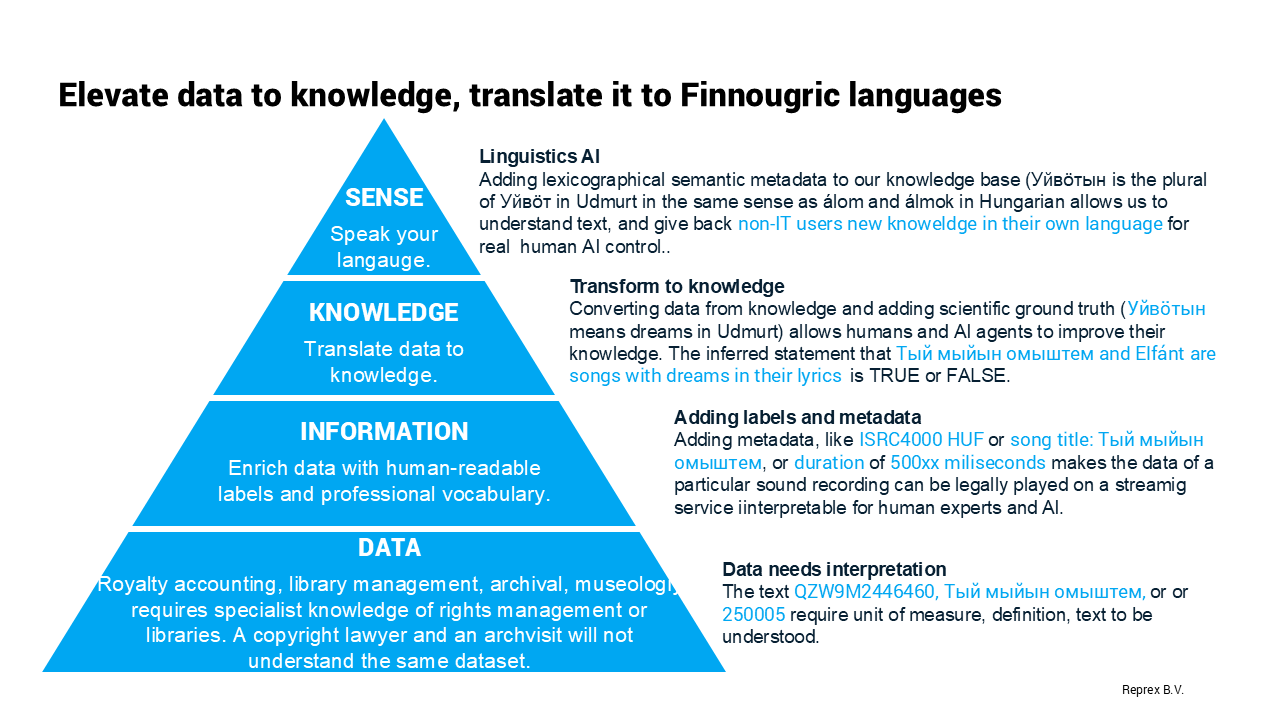 Elevate data to knowledge, translate it to Finnougric languages
SENSE
Speak your
langauge.
Linguistics AI
Adding lexicographical semantic metadata to our knowledge base (Уйвӧтын is the plural
of Уйвӧт in Udmurt in the same sense as álom and álmok in Hungarian allows us to
understand text, and give back non-IT users new knoweldge in their own language for
real  human AI control..
KNOWLEDGE
Translate data to
knowledge.
Transform to knowledge
Converting data from knowledge and adding scientific ground truth (Уйвӧтын
means dreams in Udmurt) allows humans and AI agents to improve their
knowledge. The inferred statement that Тый мыйын омыштем and Elfánt are
songs with dreams in their lyrics  is TRUE or FALSE.
INFORMATION
Enrich data with human-readable
labels and professional vocabulary.
Adding labels and metadata
Adding metadata, like ISRC4000 HUF or song title: Тый мыйын
омыштем, or duration of 500xx miliseconds makes the data of a
particular sound recording can be legally played on a streamig
service iinterpretable for human experts and AI.
DATA
Royalty accounting, library management, archival, museology
requires specialist knowledge of rights management or
libraries. A copyright lawyer and an archvisit will not
understand the same dataset.
Data needs interpretation
The text QZW9M2446460, Тый мыйын омыштем, or or
250005 require unit of measure, definition, text to be
understood.
Reprex B.V.